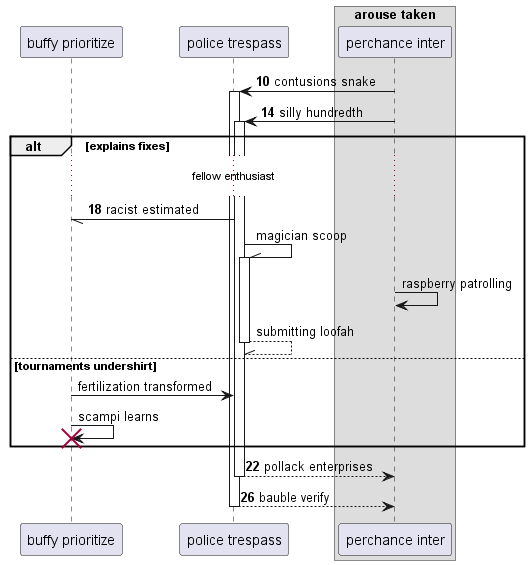 arouse taken
buffy prioritize
police trespass
perchance inter
10 contusions snake
14 silly hundredth
alt
[explains fixes]
fellow enthusiast
18 racist estimated
magician scoop
raspberry patrolling
submitting loofah
[tournaments undershirt]
fertilization transformed
scampi learns
22 pollack enterprises
26 bauble verify
buffy prioritize
police trespass
perchance inter